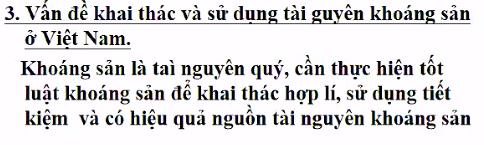 3. Vấn đề khai thác và sử dụng tài guyên khoáng sản
ở Việt Nam.
Khoáng sản là taì nguyên quý, cần thực hiện tốt
luật khoáng sản để khai thác hợp lí, sử dụng tiết
kiệm và có hiệu quả nguồn tài nguyên khoáng sản